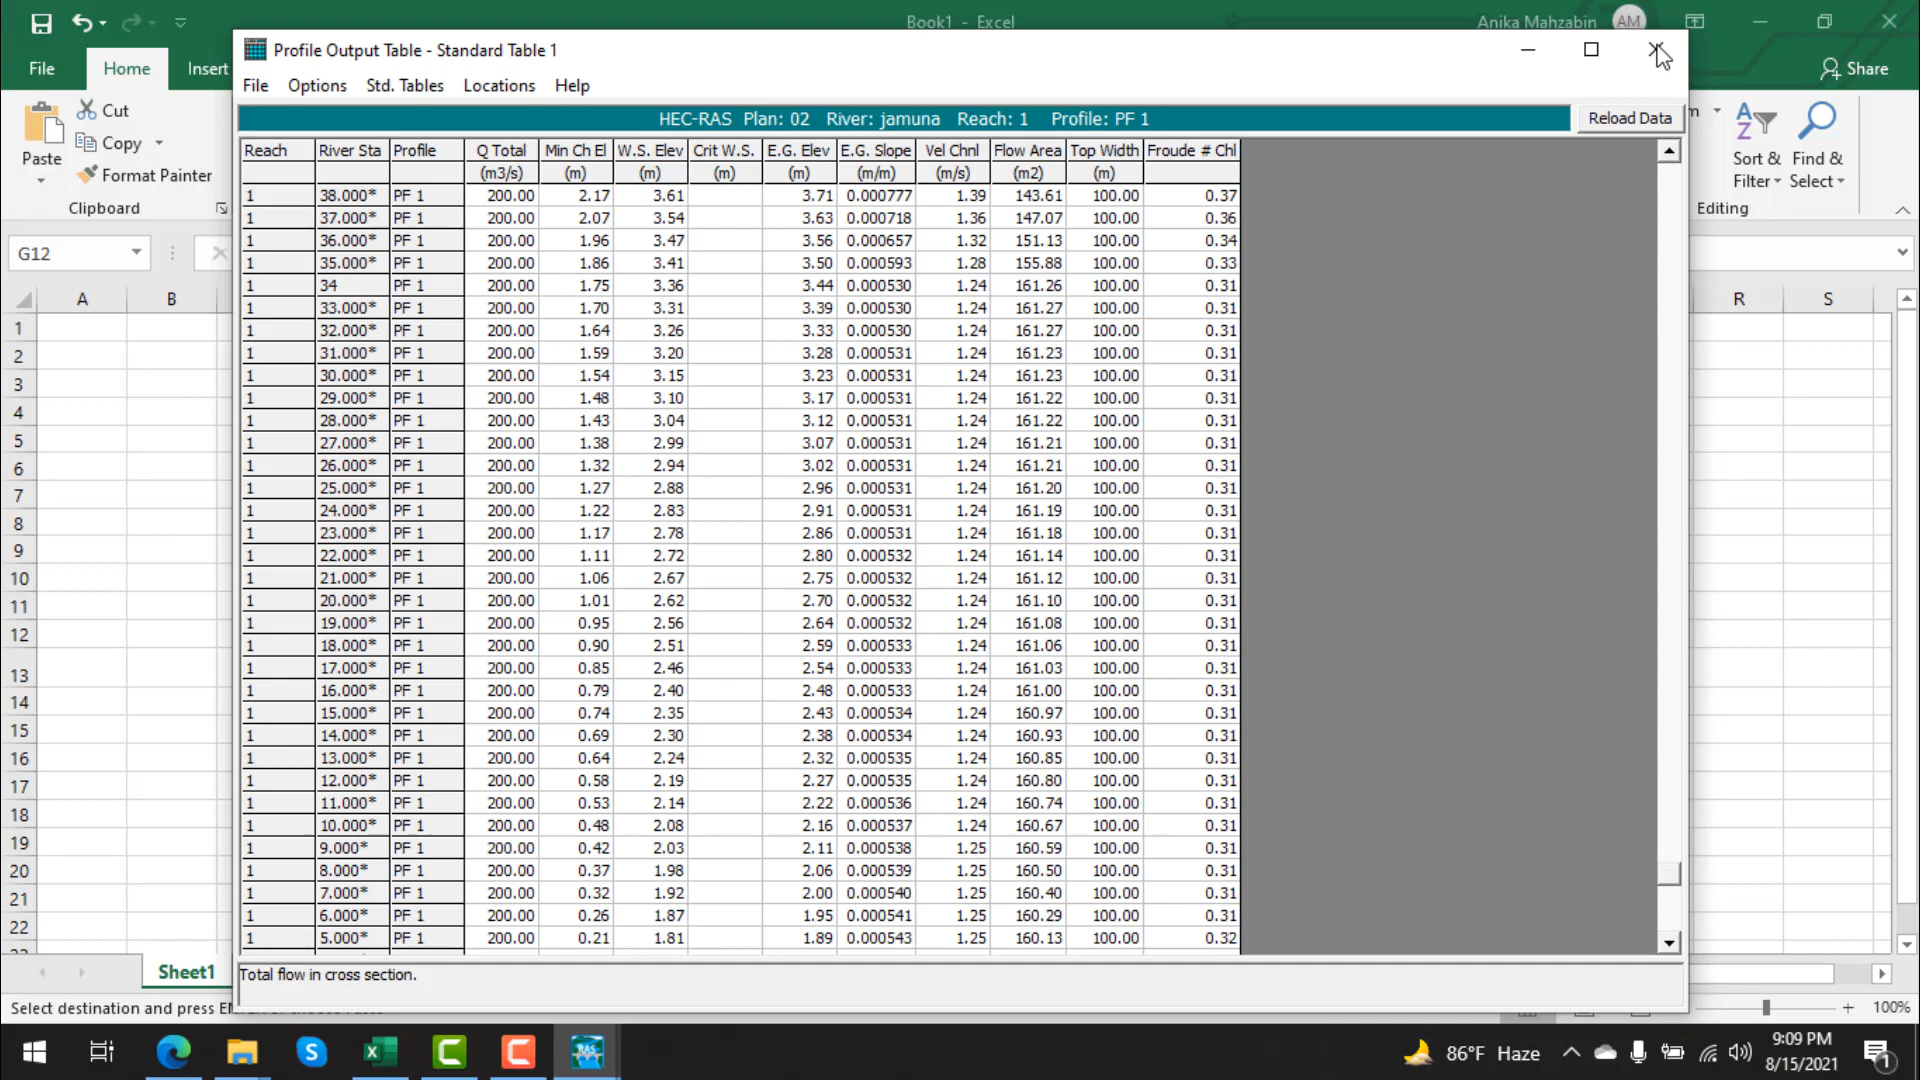 Book1 - Excel
Anika Mahzabin
AM
Profile Output Table - Standard Table 1
File Home Insert
Share
File Options Std. Tables Locations Help
HEC-RAS Plan: 02 River: jamuna Reach: 1 Profile: PF 1
Reload Data
Paste
Cut
Copy
Format Painter
Clipboard
Sort & Filter
Find & Select
Editing
G12
A B R S
Reach River Sta Profile Q Total Min Ch El W.S. Elev Crit W.S. E.G. Elev E.G. Slope Vel Chnl Flow Area Top Width Froude # Chl
(m3/s) (m) (m) (m) (m) (m/m) (m/s) (m2) (m)
1 38.000* PF 1 200.00 2.17 3.61 3.71 0.000777 1.39 143.61 100.00 0.37
1 37.000* PF 1 200.00 2.07 3.54 3.63 0.000718 1.36 147.07 100.00 0.36
1 36.000* PF 1 200.00 1.96 3.47 3.56 0.000657 1.32 151.13 100.00 0.34
1 35.000* PF 1 200.00 1.86 3.41 3.50 0.000593 1.28 155.88 100.00 0.33
1 34 PF 1 200.00 1.75 3.36 3.44 0.000530 1.24 161.26 100.00 0.31
1 33.000* PF 1 200.00 1.70 3.31 3.39 0.000530 1.24 161.27 100.00 0.31
1 32.000* PF 1 200.00 1.64 3.26 3.33 0.000530 1.24 161.27 100.00 0.31
1 31.000* PF 1 200.00 1.59 3.20 3.28 0.000531 1.24 161.23 100.00 0.31
1 30.000* PF 1 200.00 1.54 3.15 3.23 0.000531 1.24 161.23 100.00 0.31
1 29.000* PF 1 200.00 1.48 3.10 3.17 0.000531 1.24 161.22 100.00 0.31
1 28.000* PF 1 200.00 1.43 3.04 3.12 0.000531 1.24 161.22 100.00 0.31
1 27.000* PF 1 200.00 1.38 2.99 3.07 0.000531 1.24 161.21 100.00 0.31
1 26.000* PF 1 200.00 1.32 2.94 3.02 0.000531 1.24 161.21 100.00 0.31
1 25.000* PF 1 200.00 1.27 2.88 2.96 0.000531 1.24 161.20 100.00 0.31
1 24.000* PF 1 200.00 1.22 2.83 2.91 0.000531 1.24 161.19 100.00 0.31
1 23.000* PF 1 200.00 1.17 2.78 2.86 0.000531 1.24 161.18 100.00 0.31
1 22.000* PF 1 200.00 1.11 2.72 2.80 0.000532 1.24 161.14 100.00 0.31
1 21.000* PF 1 200.00 1.06 2.67 2.75 0.000532 1.24 161.12 100.00 0.31
1 20.000* PF 1 200.00 1.01 2.62 2.70 0.000532 1.24 161.10 100.00 0.31
1 19.000* PF 1 200.00 0.95 2.56 2.64 0.000532 1.24 161.08 100.00 0.31
1 18.000* PF 1 200.00 0.90 2.51 2.59 0.000533 1.24 161.06 100.00 0.31
1 17.000* PF 1 200.00 0.85 2.46 2.54 0.000533 1.24 161.03 100.00 0.31
1 16.000* PF 1 200.00 0.79 2.40 2.48 0.000533 1.24 161.00 100.00 0.31
1 15.000* PF 1 200.00 0.74 2.35 2.43 0.000534 1.24 160.97 100.00 0.31
1 14.000* PF 1 200.00 0.69 2.30 2.38 0.000534 1.24 160.93 100.00 0.31
1 13.000* PF 1 200.00 0.64 2.24 2.32 0.000535 1.24 160.85 100.00 0.31
1 12.000* PF 1 200.00 0.58 2.19 2.27 0.000535 1.24 160.80 100.00 0.31
1 11.000* PF 1 200.00 0.53 2.14 2.22 0.000536 1.24 160.74 100.00 0.31
1 10.000* PF 1 200.00 0.48 2.08 2.16 0.000537 1.24 160.67 100.00 0.31
1 9.000* PF 1 200.00 0.42 2.03 2.11 0.000538 1.25 160.59 100.00 0.31
1 8.000* PF 1 200.00 0.37 1.98 2.06 0.000539 1.25 160.50 100.00 0.31
1 7.000* PF 1 200.00 0.32 1.92 2.00 0.000540 1.25 160.40 100.00 0.31
1 6.000* PF 1 200.00 0.26 1.87 1.95 0.000541 1.25 160.29 100.00 0.31
1 5.000* PF 1 200.00 0.21 1.81 1.89 0.000543 1.25 160.13 100.00 0.32
1
2
3
4
5
6
7
8
9
10
11
12
13
14
15
16
17
18
19
20
21
22
Sheet1
Total flow in cross section.
Select destination and press
100%
86°F Haze
9:09 PM
8/15/2021
1